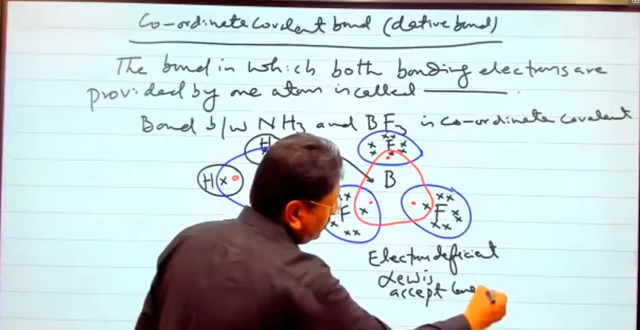 Co-ordinate covalent bond (dative bond)
The bond in which both bonding electrons are
provided by one atom is called ———.
Bond b/w NH3 and BF3 is co-ordinate covalent
H
F
H
B
F
F
Electron deficient
Lewis
accept